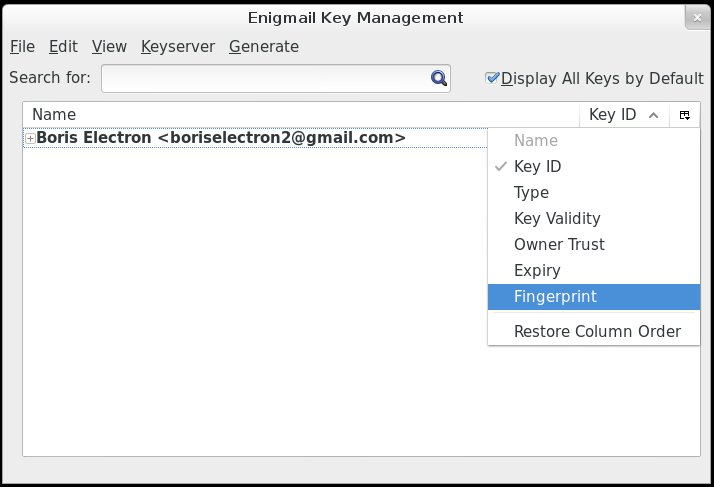 Enigmail Key Management
File Edit View Keyserver Generate
Search for: Display All Keys by Default
Name Key ID
Boris Electron <boriselectron2@gmail.com>
Name
Key ID
Type
Key Validity
Owner Trust
Expiry
Fingerprint
Restore Column Order